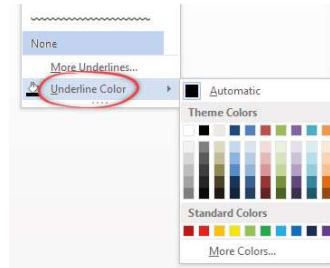 None
More Underlines...
Underline Color
Automatic
Theme Colors
Standard Colors
More Colors...